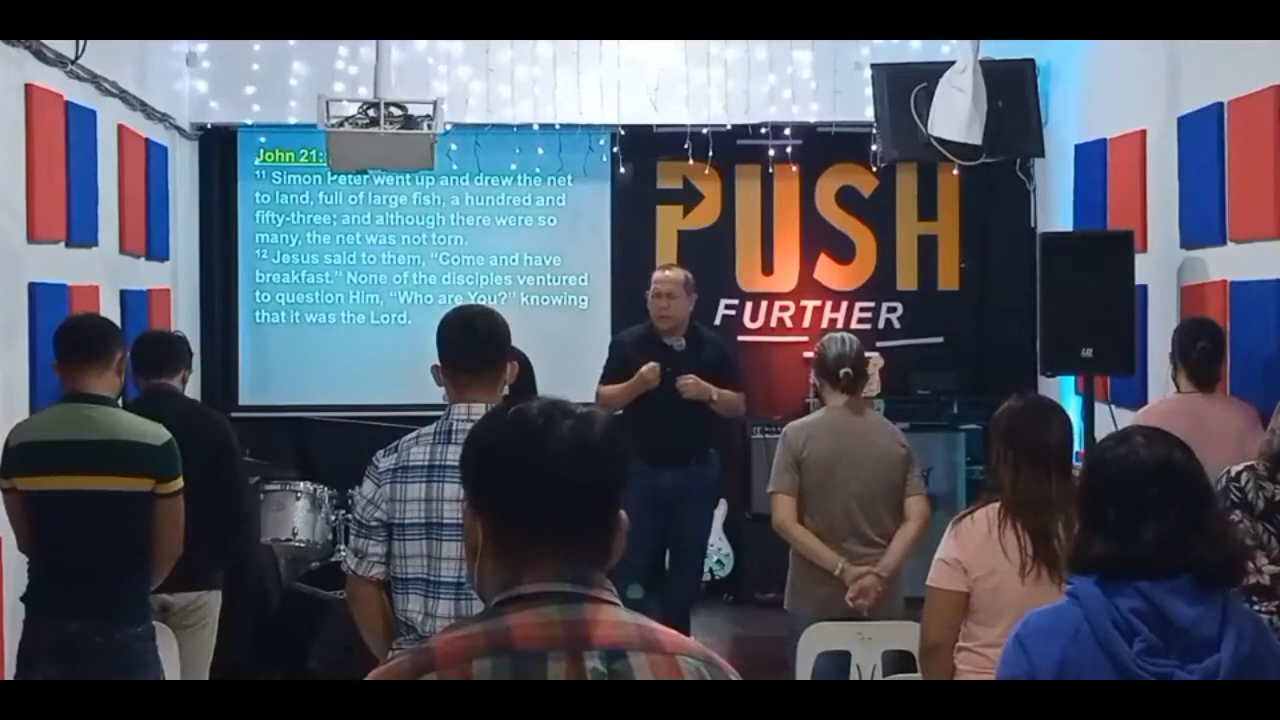 John 21:
11 Simon Peter went up and drew the net
to land, full of large fish, a hundred and
fifty-three; and although there were so
many, the net was not torn.
12 Jesus said to them, “Come and have
breakfast.” None of the disciples ventured
to question Him, “Who are You?” knowing
that it was the Lord.
PUSH
FURTHER